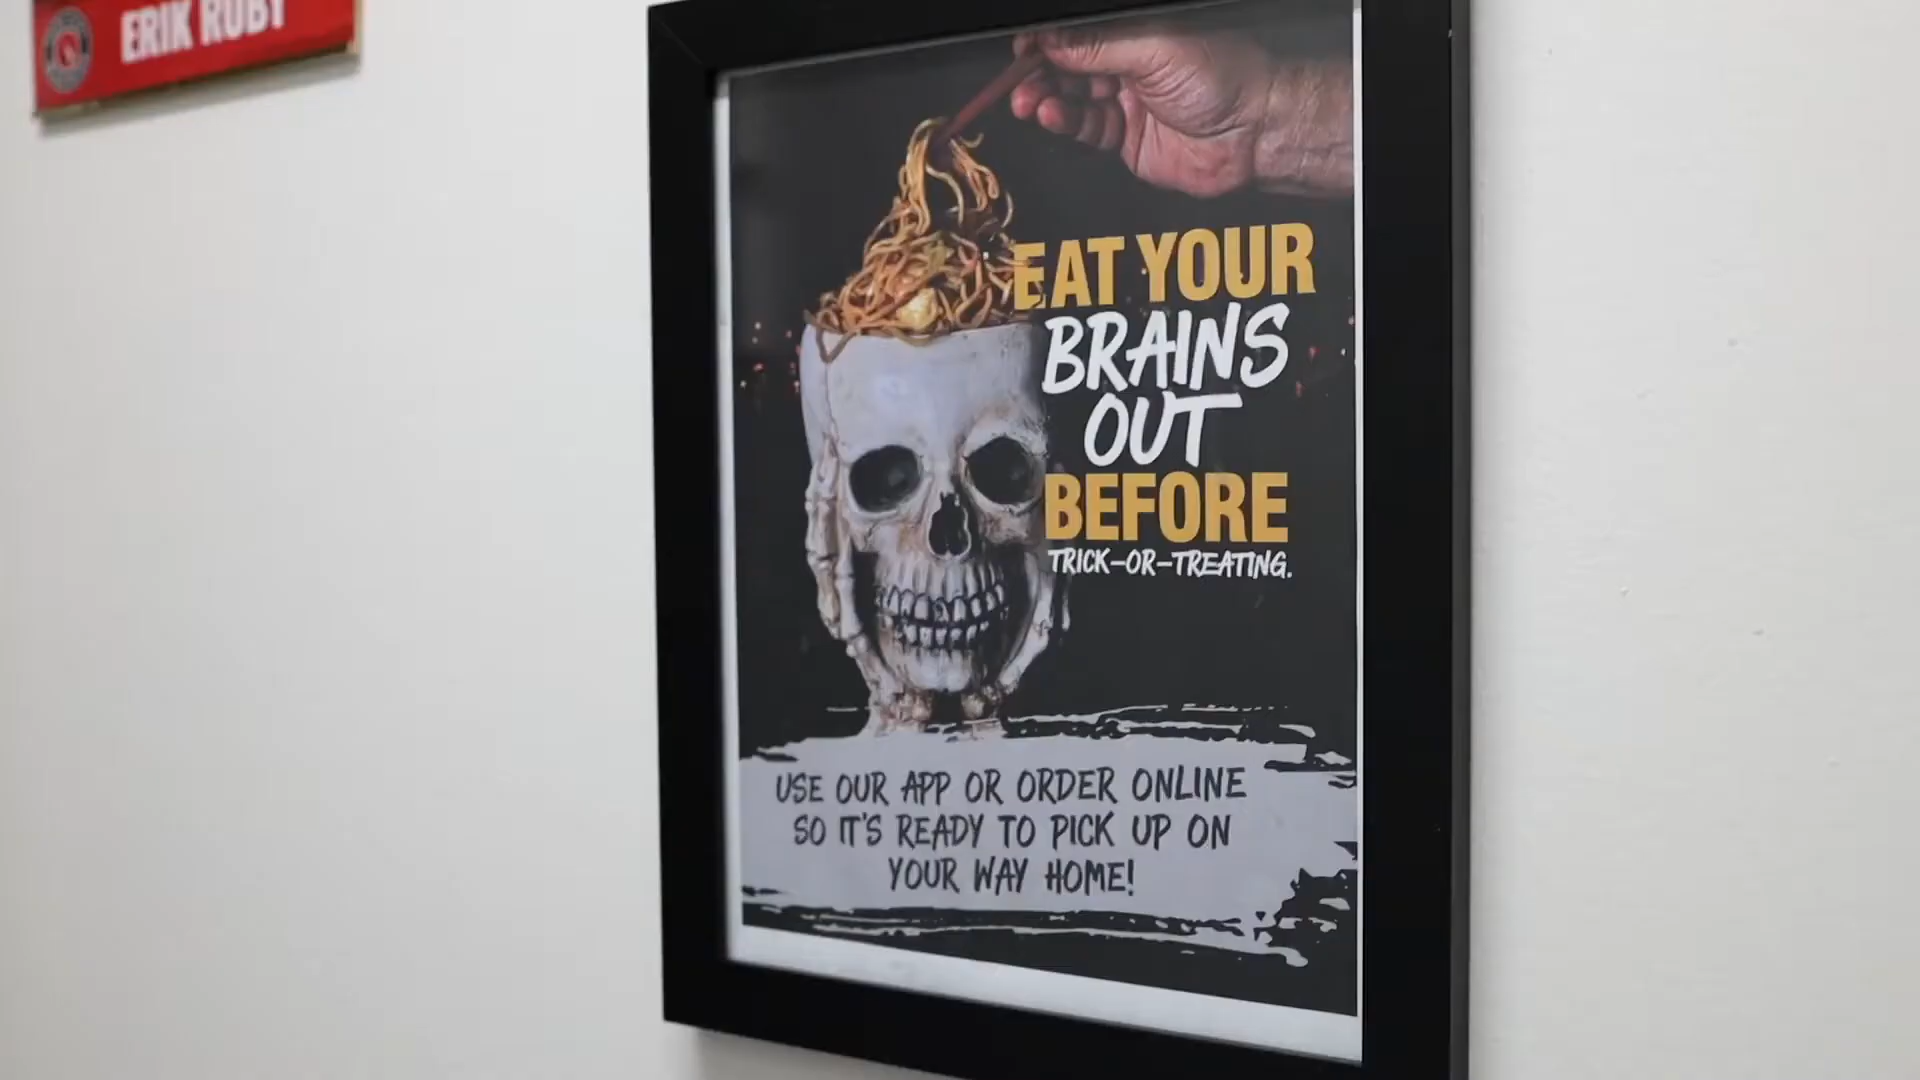 ERIK RUBY
EAT YOUR
BRAINS
OUT
BEFORE
TRICK-OR-TREATING.
USE OUR APP OR ORDER ONLINE
SO IT'S READY TO PICK UP ON
YOUR WAY HOME!